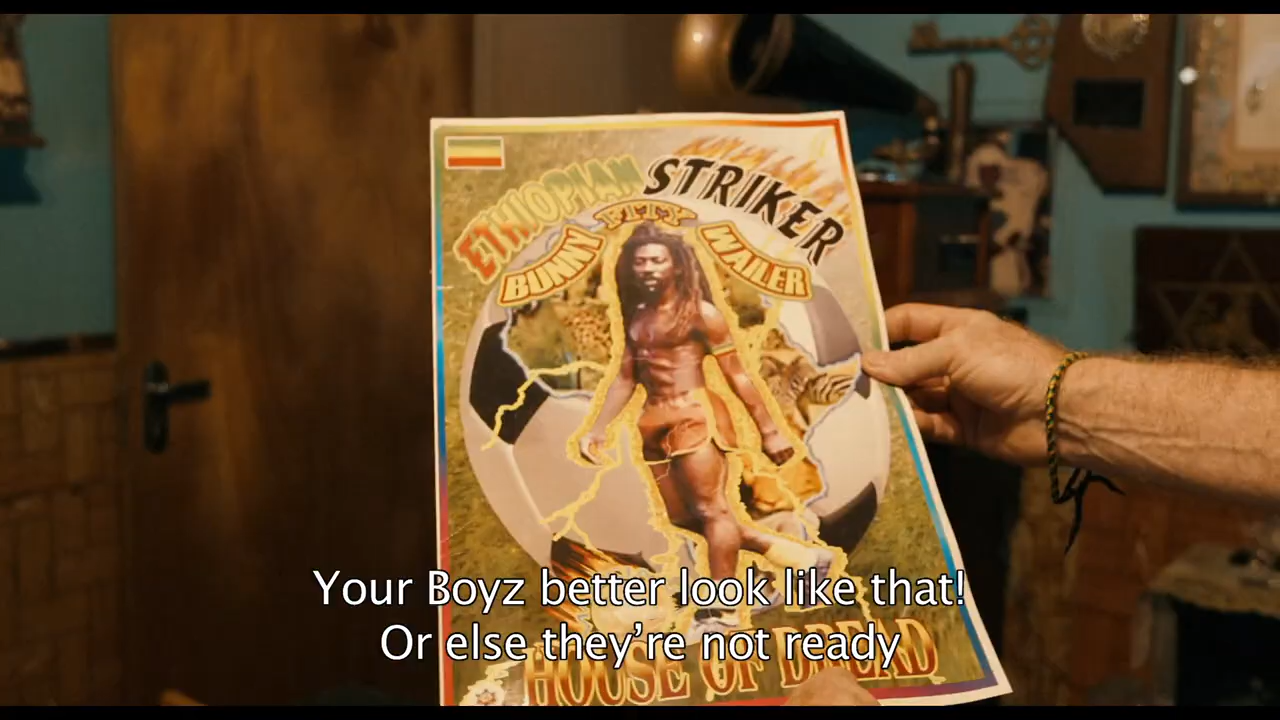 ETHIOPIAN STRIKER
BUNNY FITY WAILER
Your Boyz better look like that!
Or else they're not ready
HOUSE OF DREAD